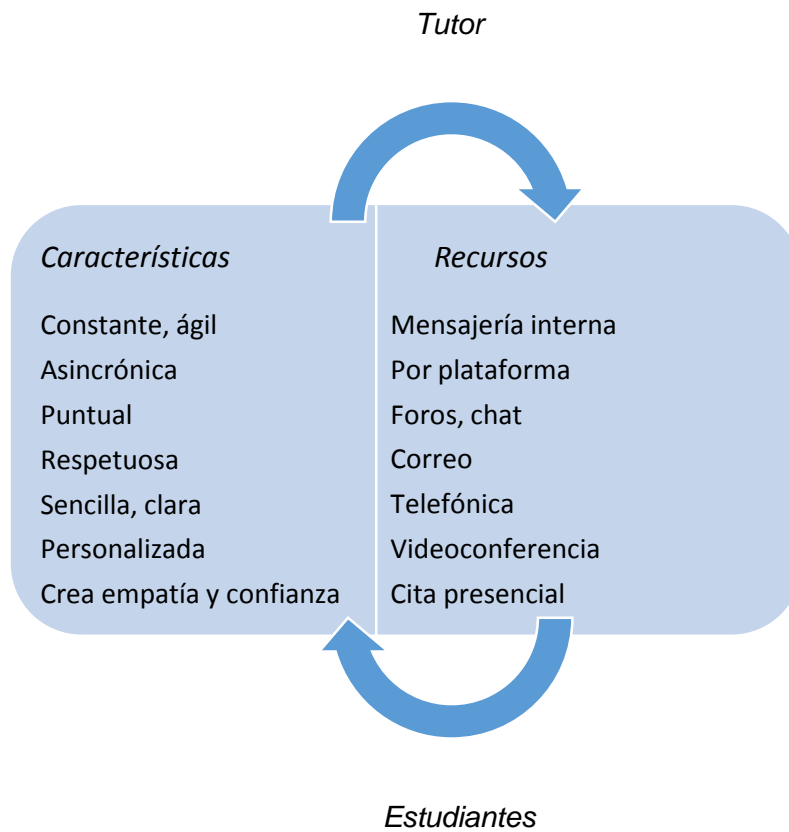 Tutor
Características
Constante, ágil
Asincrónica
Puntual
Respetuosa
Sencilla, clara
Personalizada
Crea empatía y confianza
Recursos
Mensajería interna
Por plataforma
Foros, chat
Correo
Telefónica
Videoconferencia
Cita presencial
Estudiantes